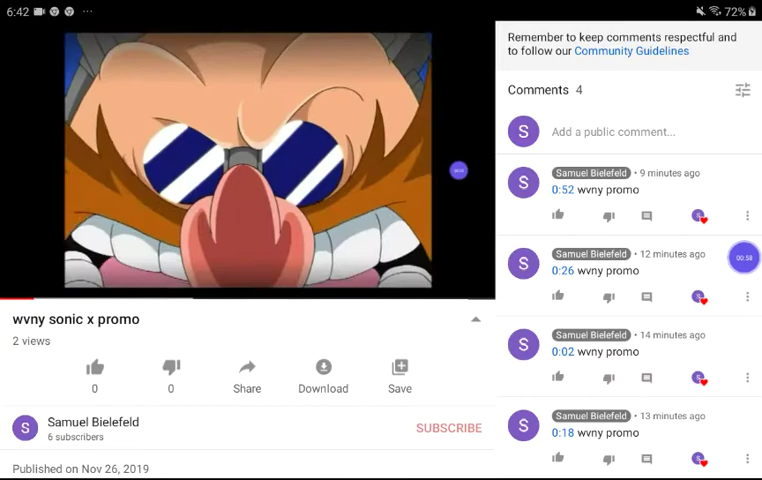 6:42
72%
wvny sonic x promo
2 views
0
0
Share
Download
Save
S
Samuel Bielefeld
6 subscribers
SUBSCRIBE
Published on Nov 26, 2019
Remember to keep comments respectful and
to follow our Community Guidelines
Comments 4
S
Add a public comment...
S
Samuel Bielefeld • 9 minutes ago
0:52 wvny promo
S
S
Samuel Bielefeld • 12 minutes ago
0:26 wvny promo
S
00:58
S
Samuel Bielefeld • 14 minutes ago
0:02 wvny promo
S
S
Samuel Bielefeld • 13 minutes ago
0:18 wvny promo
S